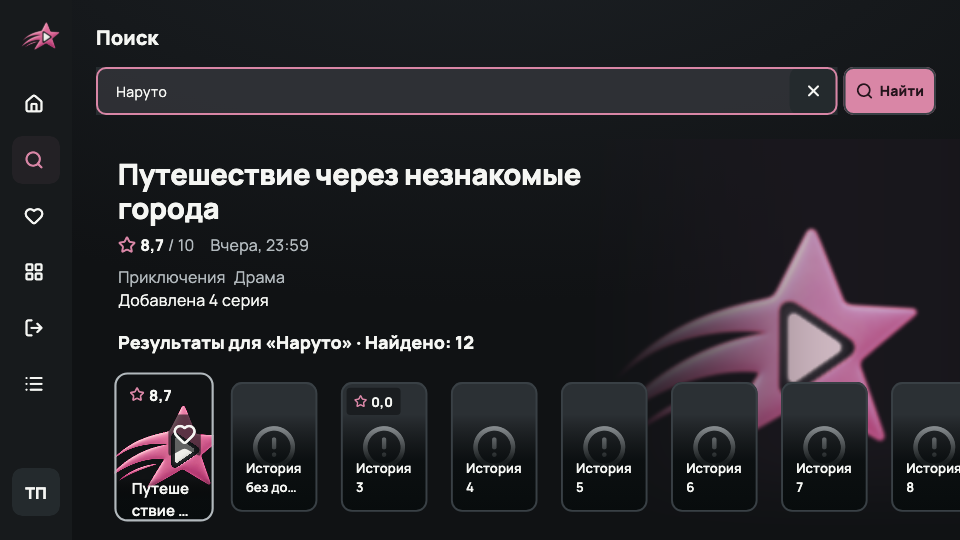 Поиск
Наруто
Найти
Путешествие через незнакомые
города
8,7 / 10 Вчера, 23:59
Приключения Драма
Добавлена 4 серия
Результаты для «Наруто» · Найдено: 12
8,7
Путеше
ствие ...
История
без до...
0,0
История
3
История
4
История
5
История
6
История
7
История
8
ТП